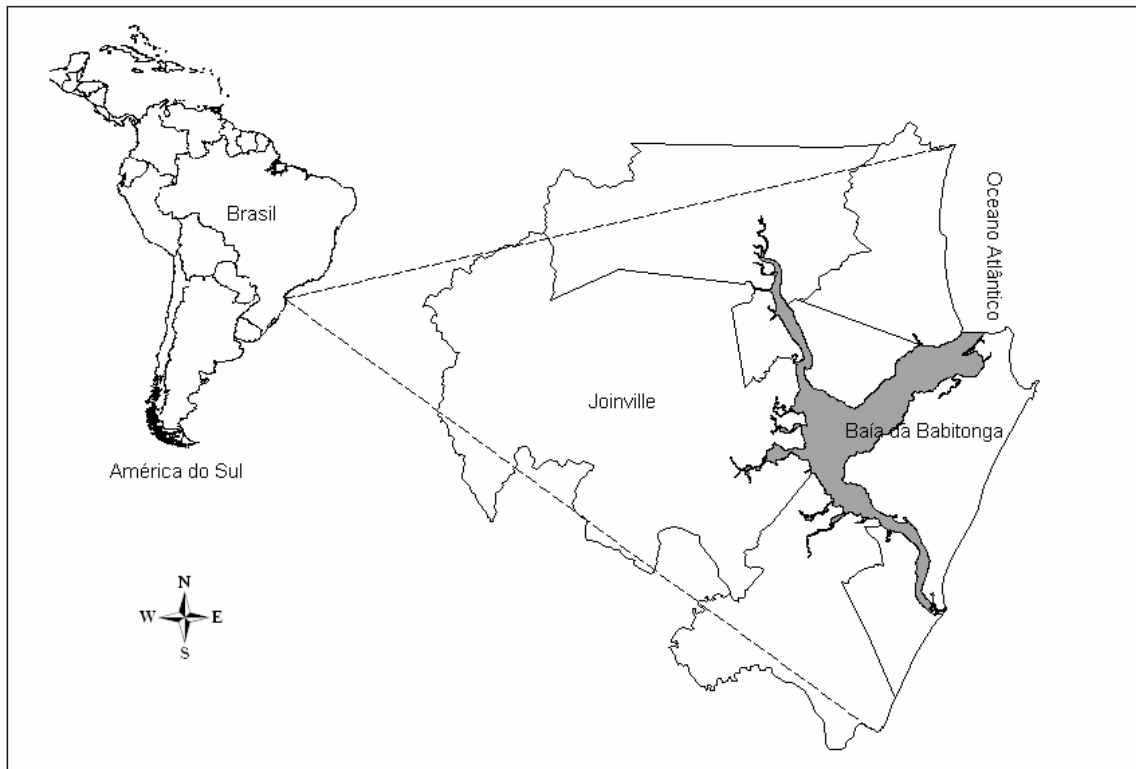 Brasil
América do Sul
N
W E
S
Joinville
Baía da Babitonga
Oceano Atlântico